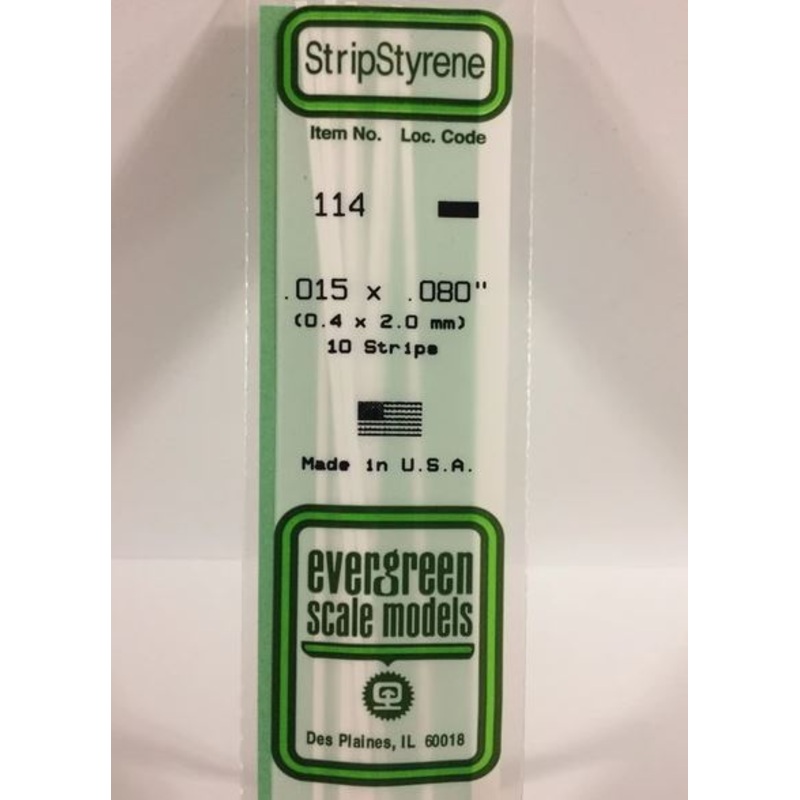 StripStyrene
Item No. Loc. Code
114
.015 x .080"
(0.4 x 2.0 mm)
10 Strips
Made in U.S.A.
evergreen
scale models
Des Plaines, IL 60018